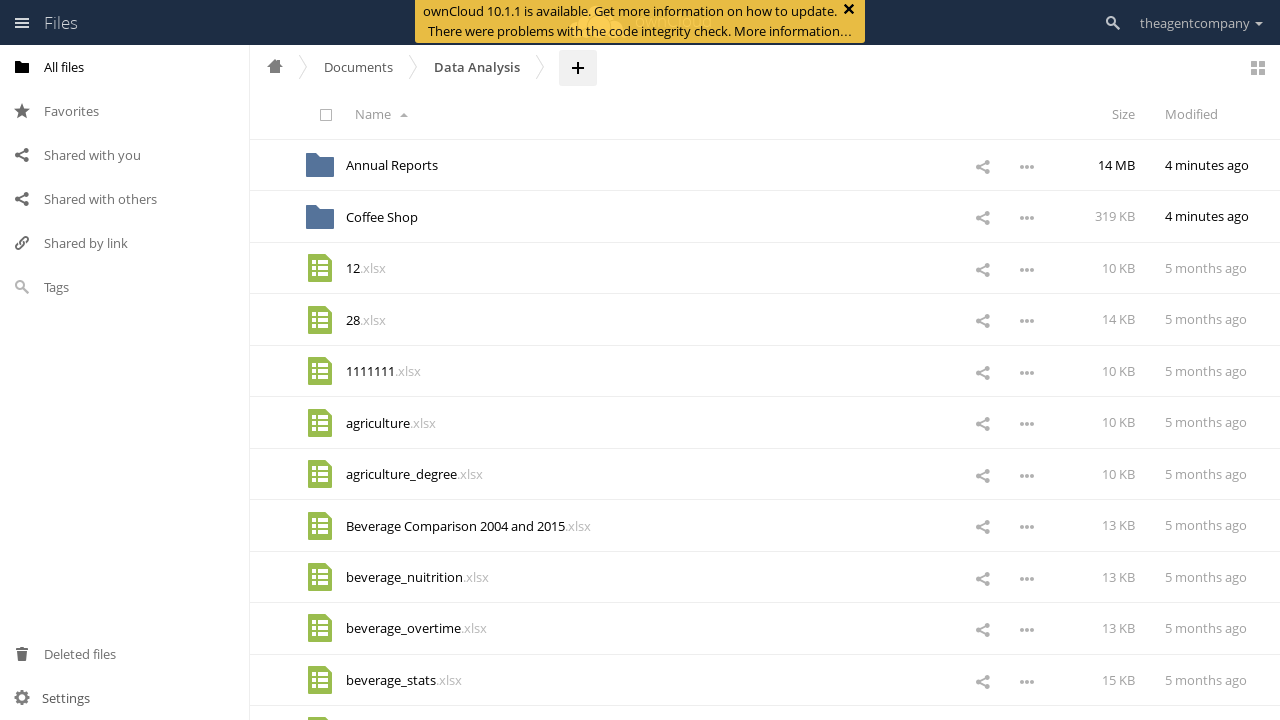 ownCloud 10.1.1 is available. Get more information on how to update.
There were problems with the code integrity check. More information…
Files
theagentcompany
All files
Favorites
Shared with you
Shared with others
Shared by link
Tags
Deleted files
Settings
Documents
Data Analysis
Name
Size
Modified
Annual Reports 14 MB 4 minutes ago
Coffee Shop 319 KB 4 minutes ago
12.xlsx 10 KB 5 months ago
28.xlsx 14 KB 5 months ago
1111111.xlsx 10 KB 5 months ago
agriculture.xlsx 10 KB 5 months ago
agriculture_degree.xlsx 10 KB 5 months ago
Beverage Comparison 2004 and 2015.xlsx 13 KB 5 months ago
beverage_nuitrition.xlsx 13 KB 5 months ago
beverage_overtime.xlsx 13 KB 5 months ago
beverage_stats.xlsx 15 KB 5 months ago